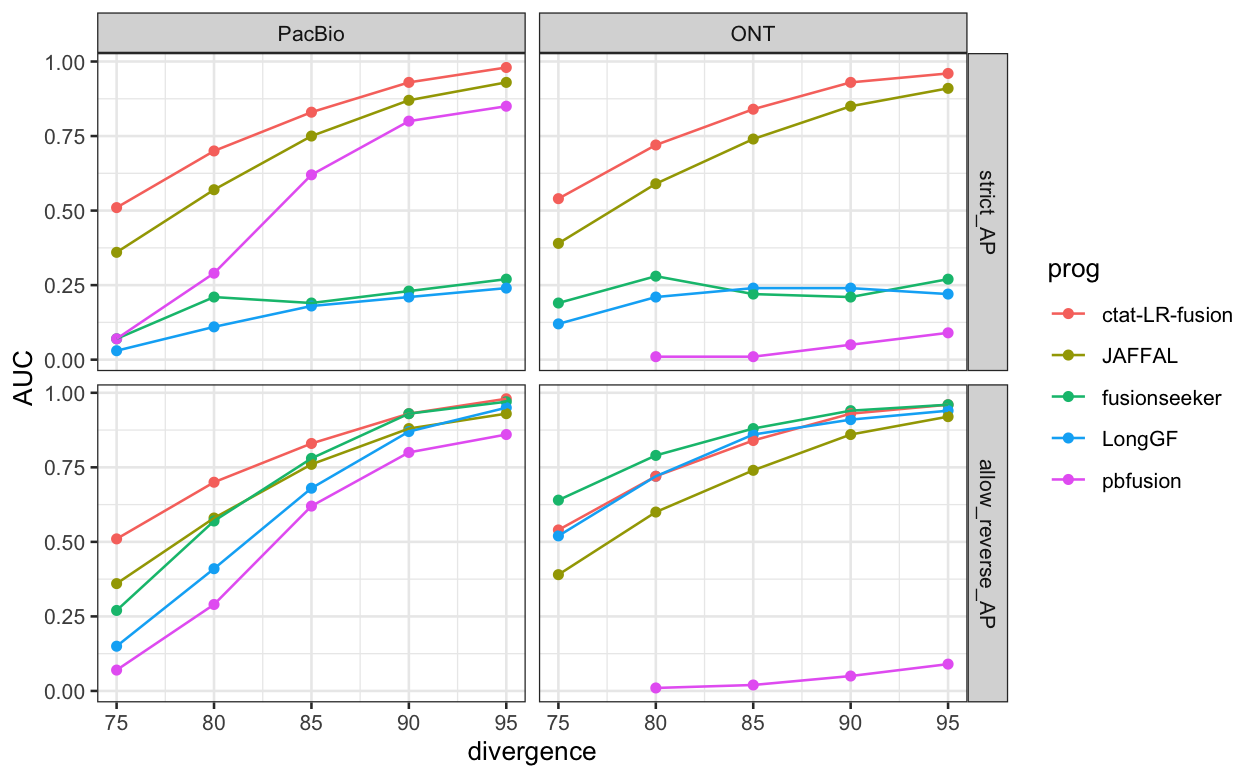 PacBio
ONT
1.00
0.75
0.50
0.25
0.00
strict_AP
1.00
0.75
0.50
0.25
0.00
allow_reverse_AP
AUC
75 80 85 90 95
75 80 85 90 95
divergence
prog
ctat-LR-fusion
JAFFAL
fusionseeker
LongGF
pbfusion